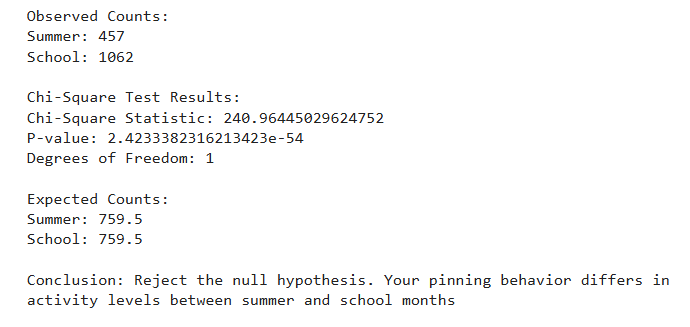 Observed Counts:
Summer: 457
School: 1062
Chi-Square Test Results:
Chi-Square Statistic: 240.96445029624752
P-value: 2.4233382316213423e-54
Degrees of Freedom: 1
Expected Counts:
Summer: 759.5
School: 759.5
Conclusion: Reject the null hypothesis. Your pinning behavior differs in
activity levels between summer and school months